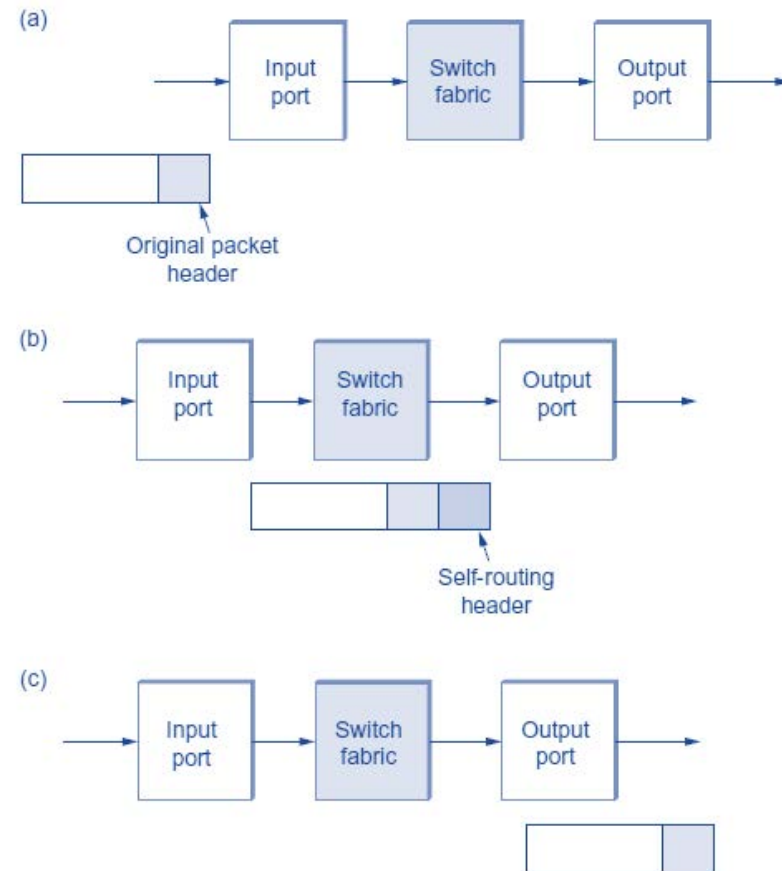 (a)
Input
port
Switch
fabric
Output
port
Original packet
header
(b)
Input
port
Switch
fabric
Output
port
Self-routing
header
(c)
Input
port
Switch
fabric
Output
port